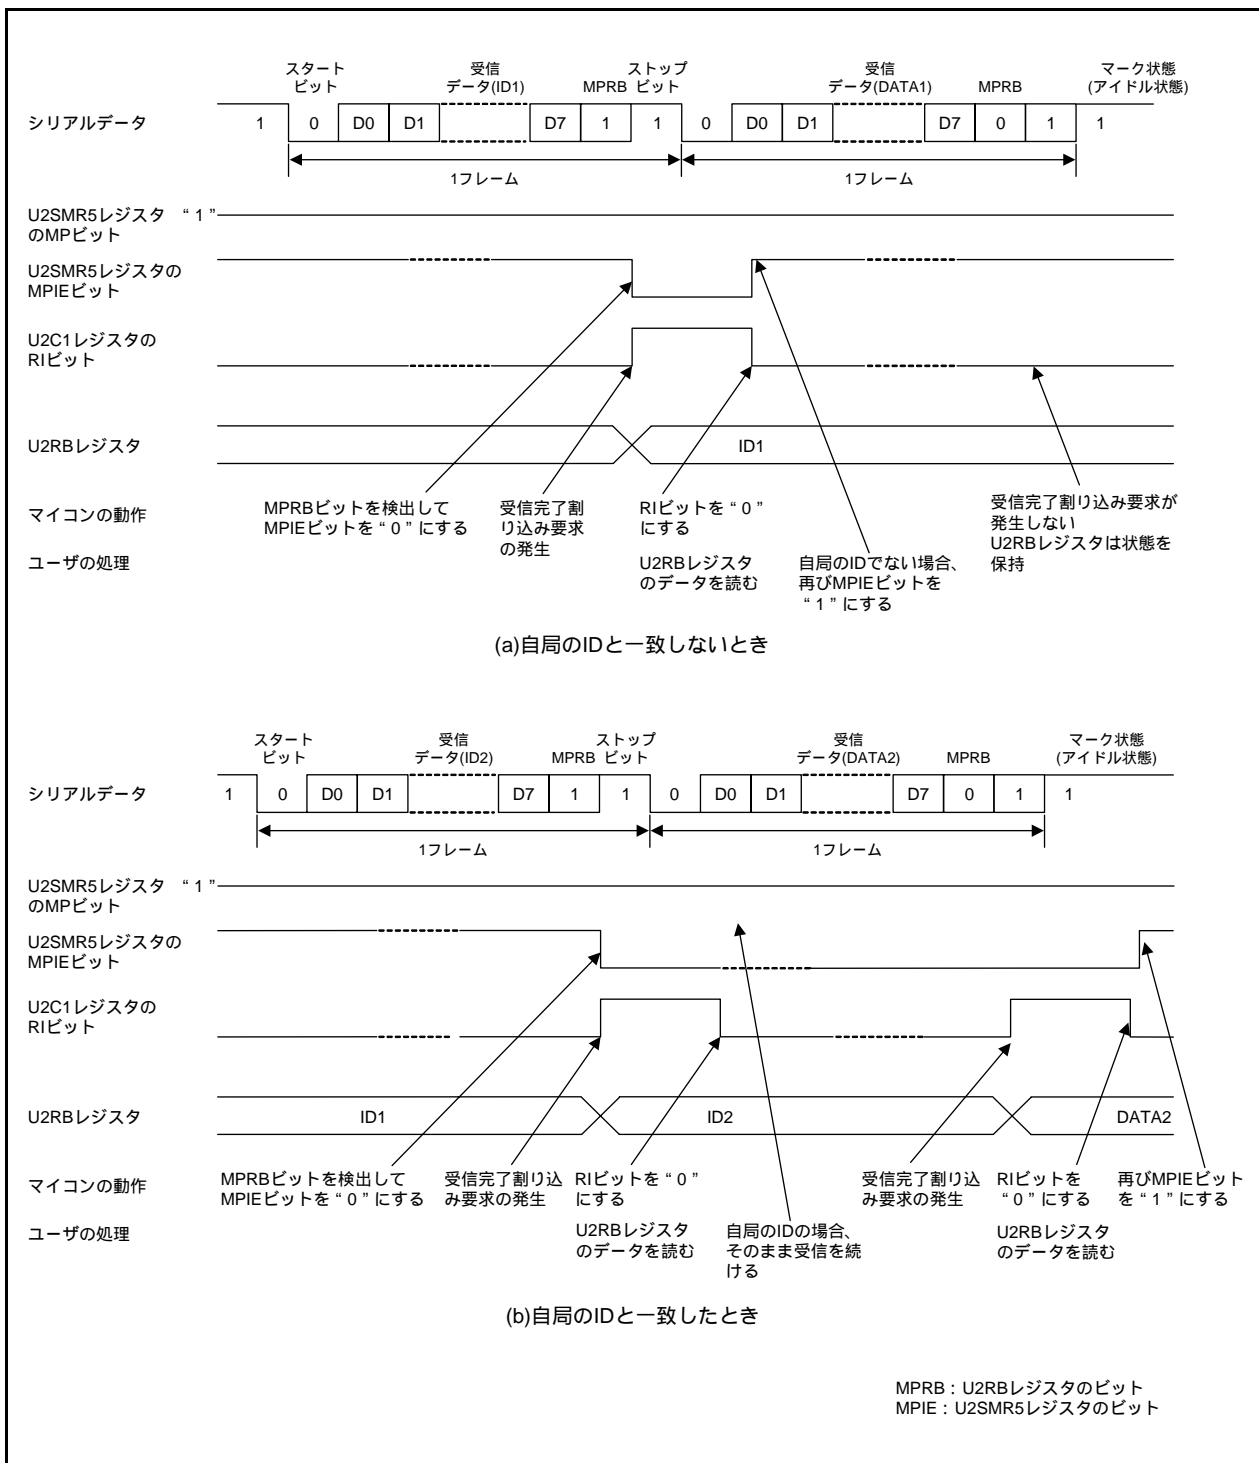 スタート
ビット
受信
データ(ID1)
MPRB
ストップ
ビット
受信
データ(DATA1)
MPRB
マーク状態
(アイドル状態)
シリアルデータ
1 0 D0 D1 D7 1 1 0 D0 D1 D7 0 1 1
1フレーム 1フレーム
U2SMR5レジスタ “1”
のMPビット
U2SMR5レジスタの
MPIEビット
U2C1レジスタの
RIビット
U2RBレジスタ
ID1
マイコンの動作
MPRBビットを検出して
MPIEビットを“0”にする
受信完了割
り込み要求
の発生
RIビットを“0”
にする
受信完了割り込み要求が
発生しない
U2RBレジスタは状態を
保持
ユーザの処理
U2RBレジスタ
のデータを読む
自局のIDでない場合、
再びMPIEビットを
“1”にする
(a)自局のIDと一致しないとき
スタート
ビット
受信
データ(ID2)
MPRB
ストップ
ビット
受信
データ(DATA2)
MPRB
マーク状態
(アイドル状態)
シリアルデータ
1 0 D0 D1 D7 1 1 0 D0 D1 D7 0 1 1
1フレーム 1フレーム
U2SMR5レジスタ “1”
のMPビット
U2SMR5レジスタの
MPIEビット
U2C1レジスタの
RIビット
U2RBレジスタ
ID1 ID2 DATA2
マイコンの動作
MPRBビットを検出して
MPIEビットを“0”にする
受信完了割り込
み要求の発生
RIビットを“0”
にする
受信完了割り込
み要求の発生
RIビットを
“0”にする
再びMPIEビット
を“1”にする
ユーザの処理
U2RBレジスタ
のデータを読む
自局のIDの場合、
そのまま受信を続
ける
U2RBレジスタ
のデータを読む
(b)自局のIDと一致したとき
MPRB：U2RBレジスタのビット
MPIE：U2SMR5レジスタのビット